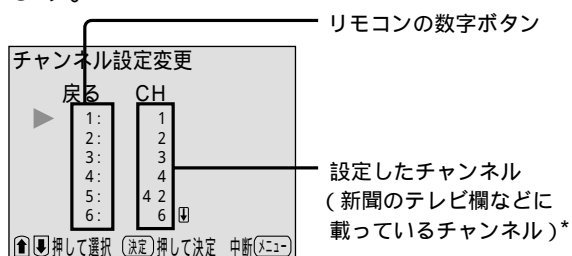 リモコンの数字ボタン
チャンネル設定変更
戻る CH
1: 1
2: 2
3: 3
4: 4
5: 42
6: 6
設定したチャンネル
(新聞のテレビ欄などに
載っているチャンネル)*
押して選択 決定 押して決定 中断 メニュー